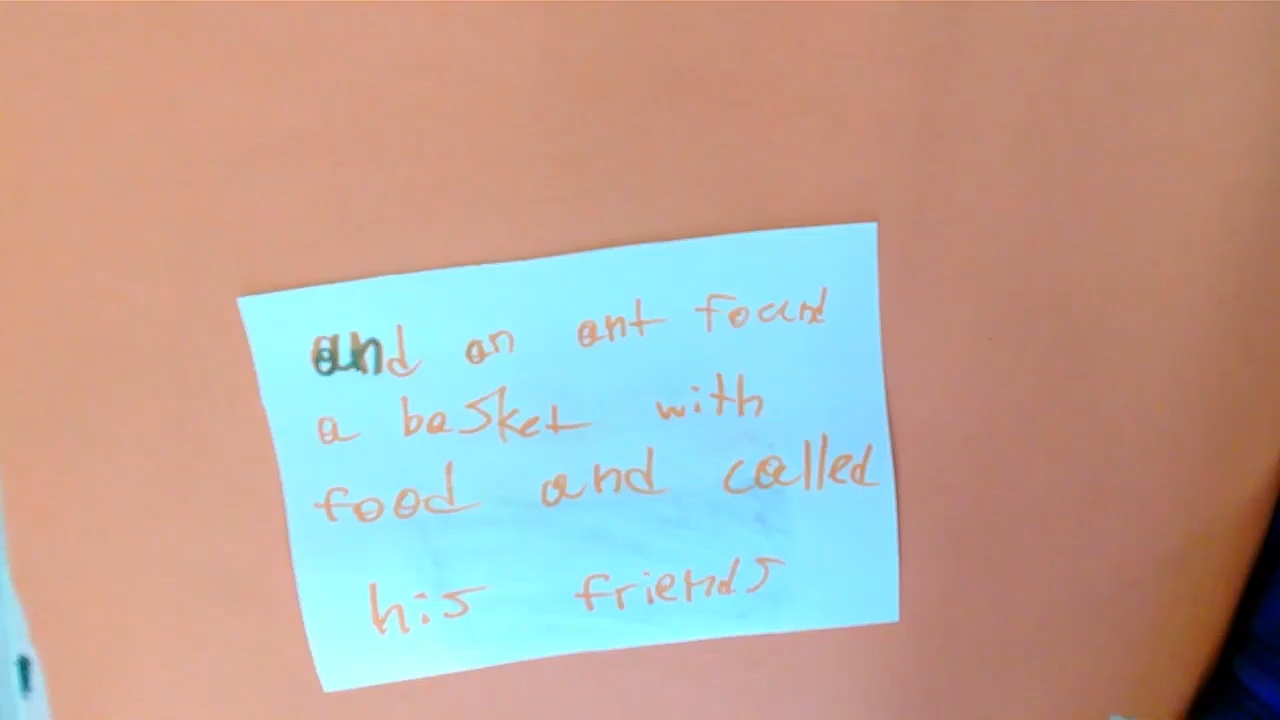 and an ant found
a basket with
food and called
his friends